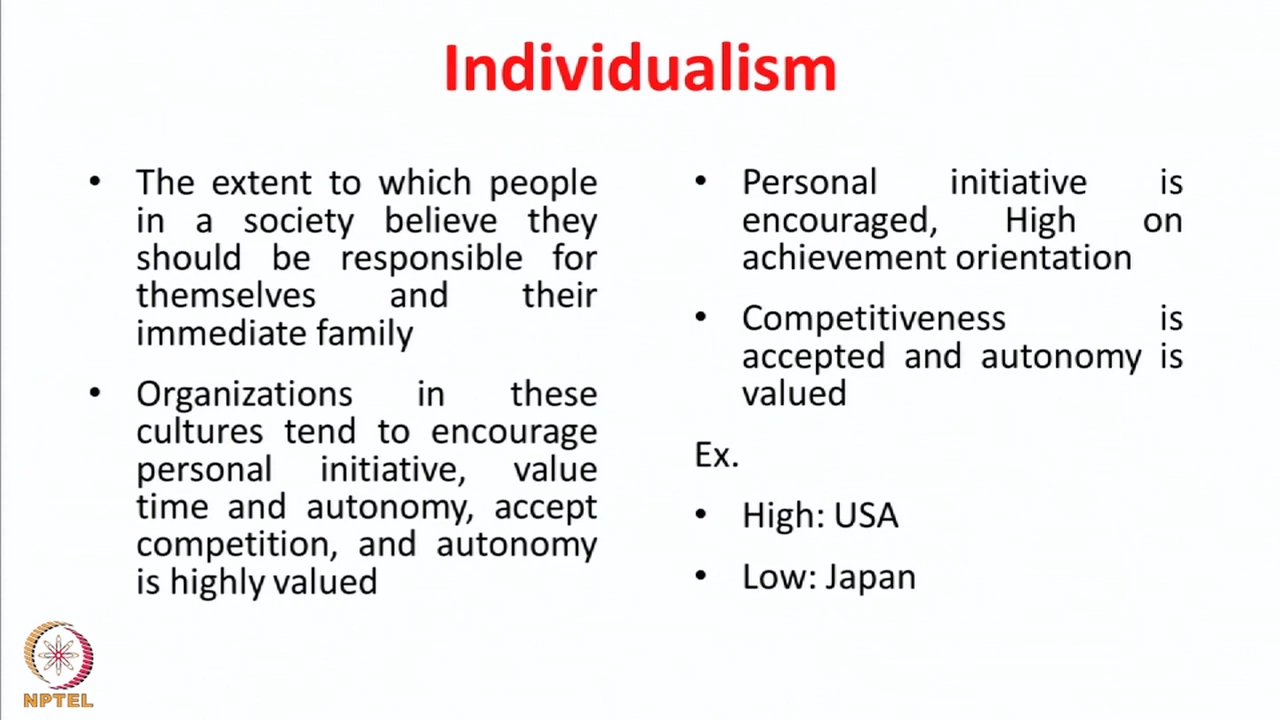 Individualism
• The extent to which people
in a society believe they
should be responsible for
themselves and their
immediate family
• Organizations in these
cultures tend to encourage
personal initiative, value
time and autonomy, accept
competition, and autonomy
is highly valued
• Personal initiative is
encouraged, High on
achievement orientation
• Competitiveness is
accepted and autonomy is
valued
Ex.
• High: USA
• Low: Japan
NPTEL